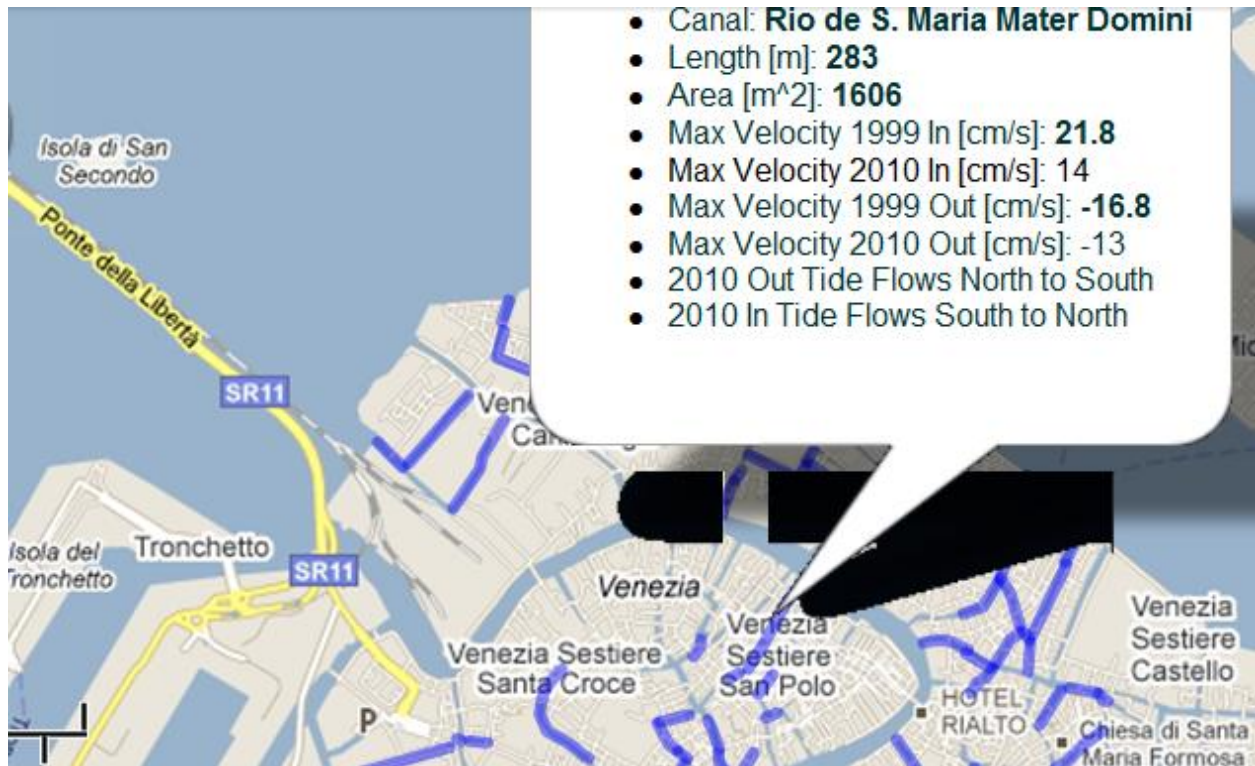 • Canal: Rio de S. Maria Mater Domini
• Length [m]: 283
• Area [m^2]: 1606
• Max Velocity 1999 In [cm/s]: 21.8
• Max Velocity 2010 In [cm/s]: 14
• Max Velocity 1999 Out [cm/s]: -16.8
• Max Velocity 2010 Out [cm/s]: -13
• 2010 Out Tide Flows North to South
• 2010 In Tide Flows South to North
Isola di San
Secondo
Ponte della Libertà
SR11
Isola del
Tronchetto
Tronchetto
SR11
Venezia
Venezia Sestiere
Santa Croce
Venezia
Sestiere
San Polo
Venezia
Sestiere
Castello
P
HOTEL
RIALTO
Chiesa di Santa
Maria Formosa